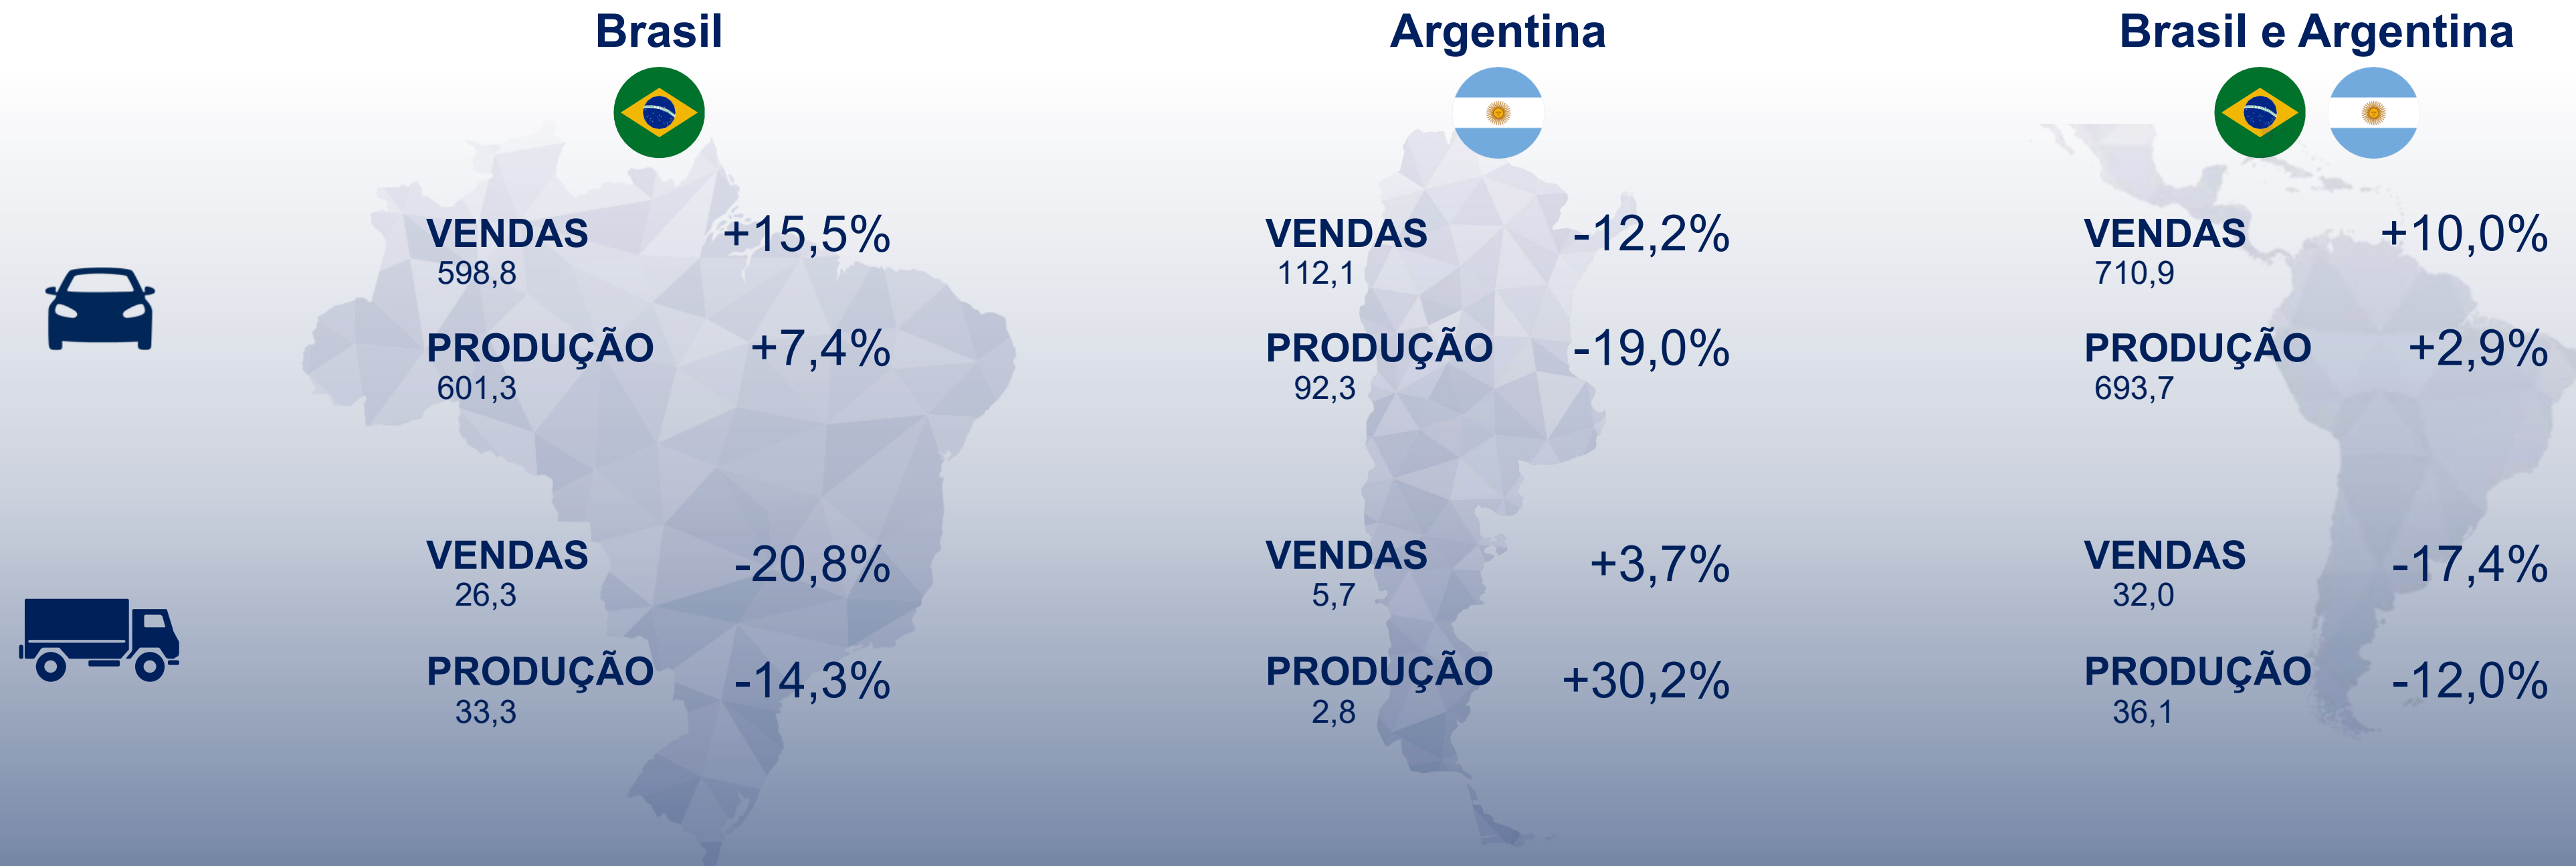 Brasil
Argentina
Brasil e Argentina
VENDAS +15,5%
598,8
PRODUÇÃO +7,4%
601,3
VENDAS -12,2%
112,1
PRODUÇÃO -19,0%
92,3
VENDAS +10,0%
710,9
PRODUÇÃO +2,9%
693,7
VENDAS -20,8%
26,3
PRODUÇÃO -14,3%
33,3
VENDAS +3,7%
5,7
PRODUÇÃO +30,2%
2,8
VENDAS -17,4%
32,0
PRODUÇÃO -12,0%
36,1